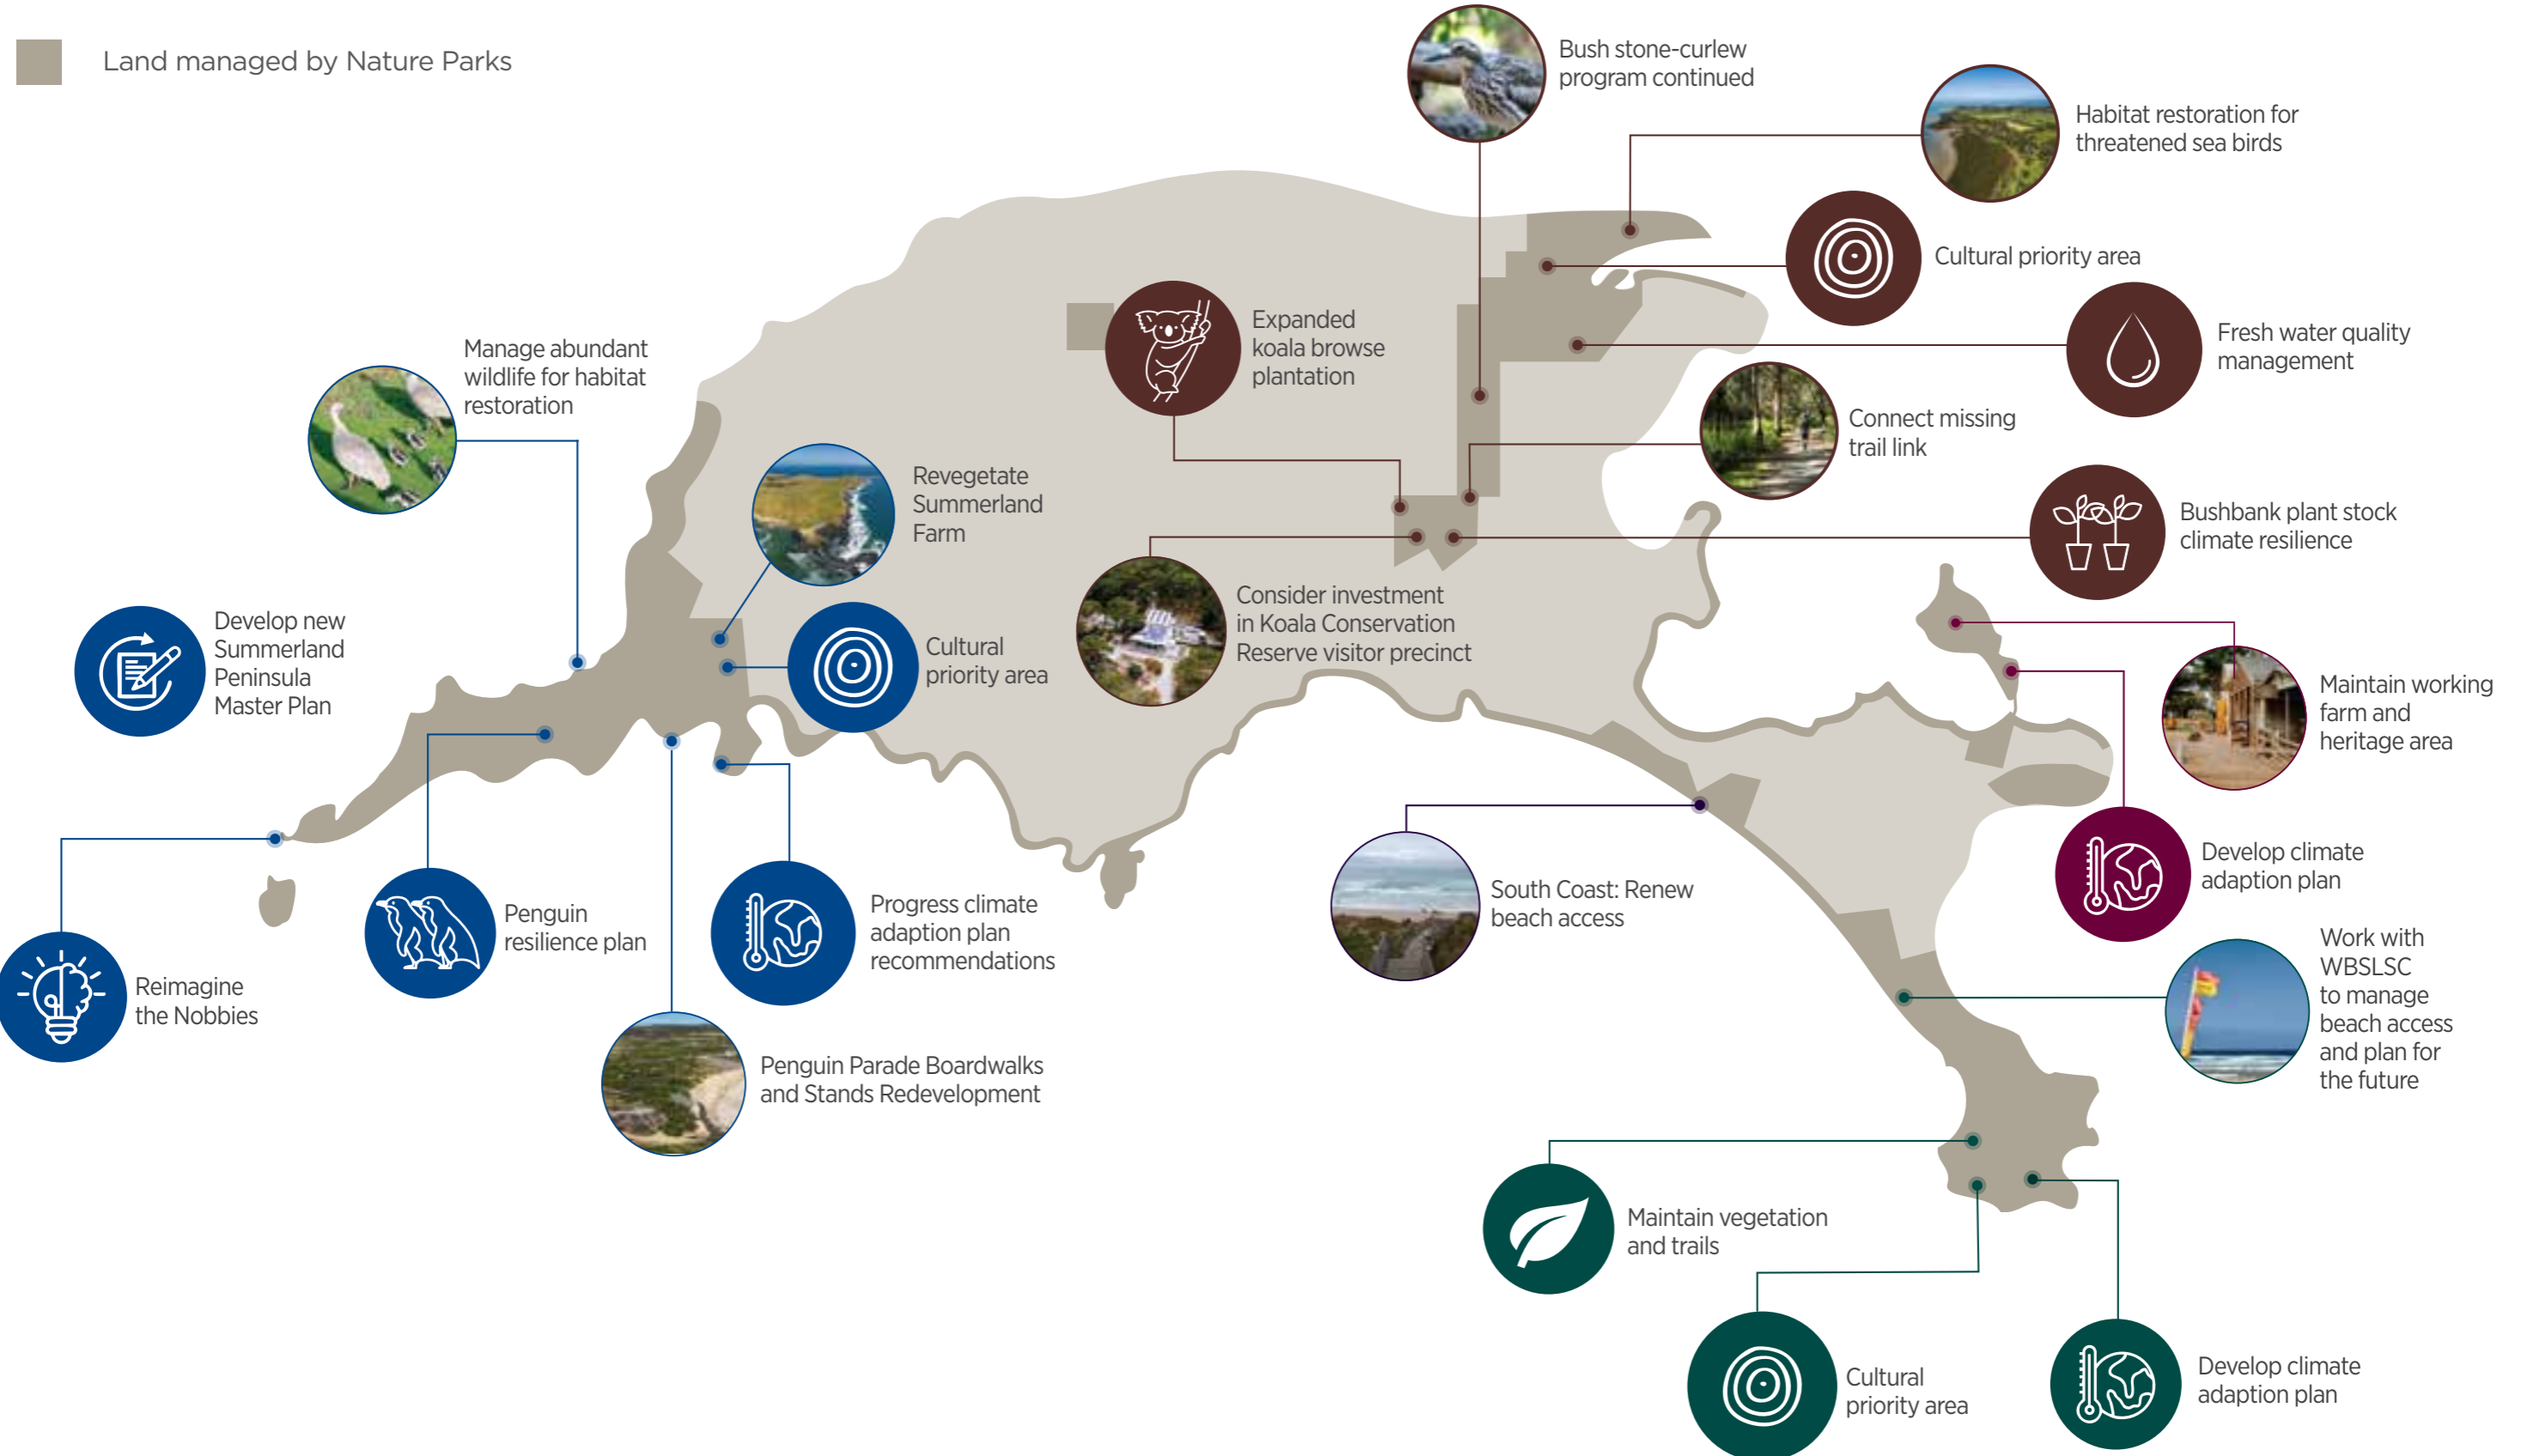 Land managed by Nature Parks
Bush stone-curlew
program continued
Habitat restoration for
threatened sea birds
Cultural priority area
Expanded
koala browse
plantation
Fresh water quality
management
Manage abundant
wildlife for habitat
restoration
Connect missing
trail link
Revegetate
Summerland
Farm
Bushbank plant stock
climate resilience
Consider investment
in Koala Conservation
Reserve visitor precinct
Develop new
Summerland
Peninsula
Master Plan
Cultural
priority area
Maintain working
farm and
heritage area
Develop climate
adaption plan
South Coast: Renew
beach access
Progress climate
adaption plan
recommendations
Penguin
resilience plan
Reimagine
the Nobbies
Work with
WBSLSC
to manage
beach access
and plan for
the future
Penguin Parade Boardwalks
and Stands Redevelopment
Maintain vegetation
and trails
Cultural
priority area
Develop climate
adaption plan